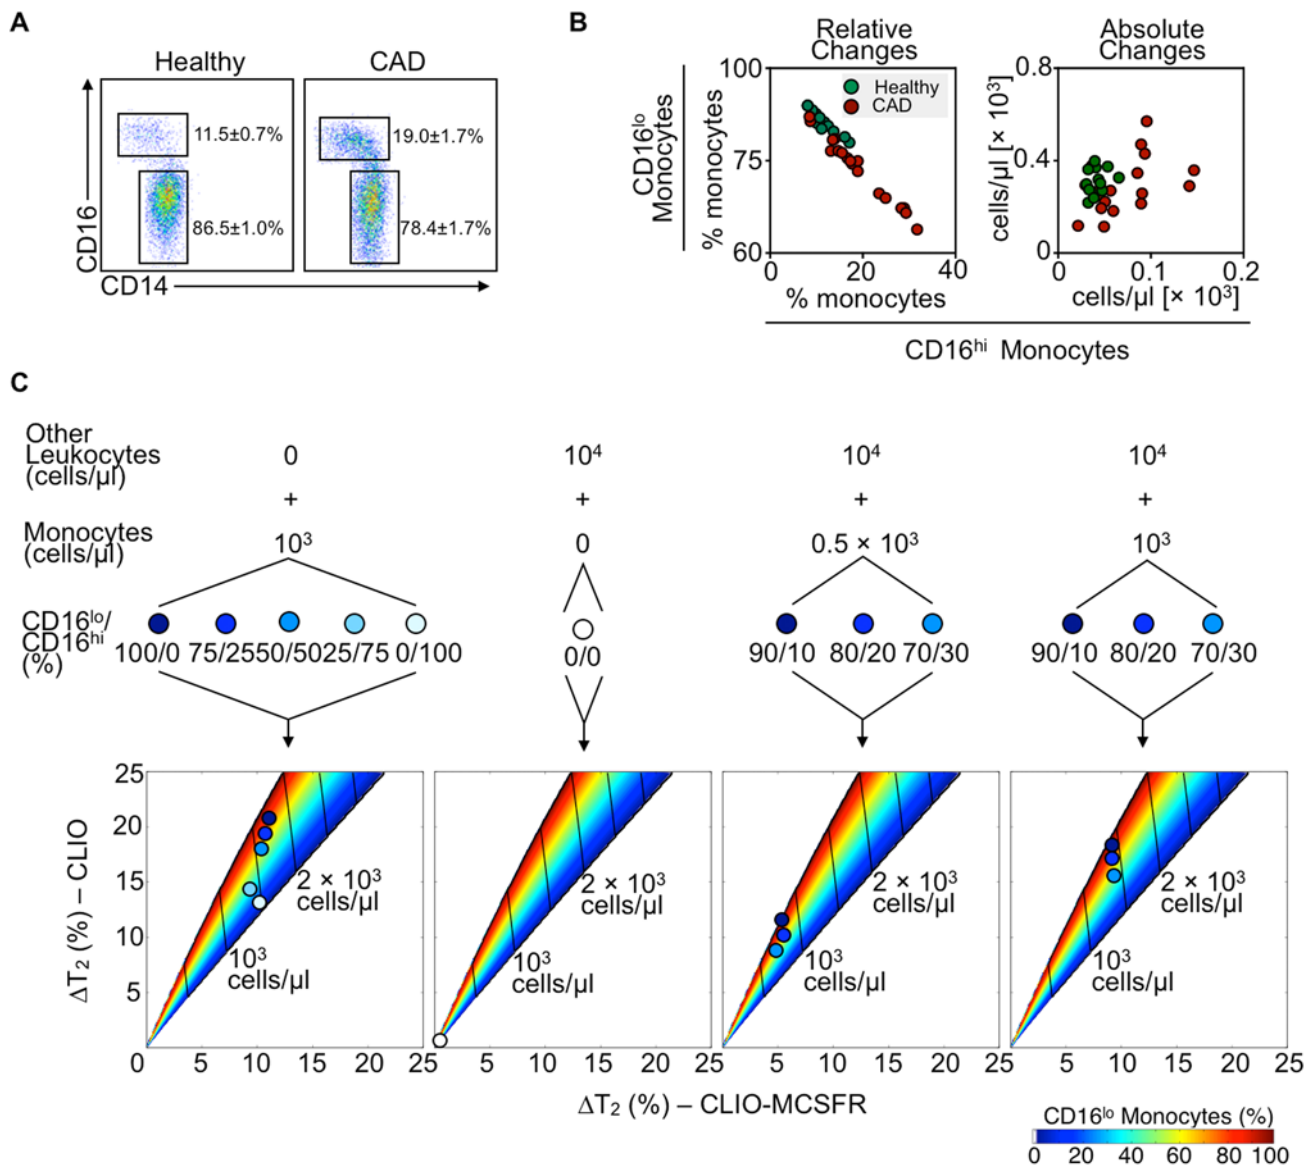 A
Healthy
CAD
11.5±0.7%
19.0±1.7%
86.5±1.0%
78.4±1.7%
CD16
CD14
B
Relative
Changes
Absolute
Changes
CD16lo
Monocytes
% monocytes
100
75
60
0
20
40
Healthy
CAD
% monocytes
cells/µl [× 10³]
0.8
0.4
0
0
0.1
0.2
cells/µl [× 10³]
CD16hi Monocytes
C
Other
Leukocytes
(cells/µl)
0
10⁴
10⁴
10⁴
+
+
+
+
Monocytes
(cells/µl)
10³
0
0.5 × 10³
10³
CD16lo/
CD16hi
(%)
100/0 75/25 50/50 25/75 0/100
0/0
90/10 80/20 70/30
90/10 80/20 70/30
ΔT₂ (%) – CLIO
25
20
15
10
5
2 × 10³
cells/µl
10³
cells/µl
2 × 10³
cells/µl
10³
cells/µl
2 × 10³
cells/µl
10³
cells/µl
2 × 10³
cells/µl
10³
cells/µl
0 5 10 15 20 25
5 10 15 20 25
5 10 15 20 25
5 10 15 20 25
ΔT₂ (%) – CLIO-MCSFR
CD16lo Monocytes (%)
0 20 40 60 80 100